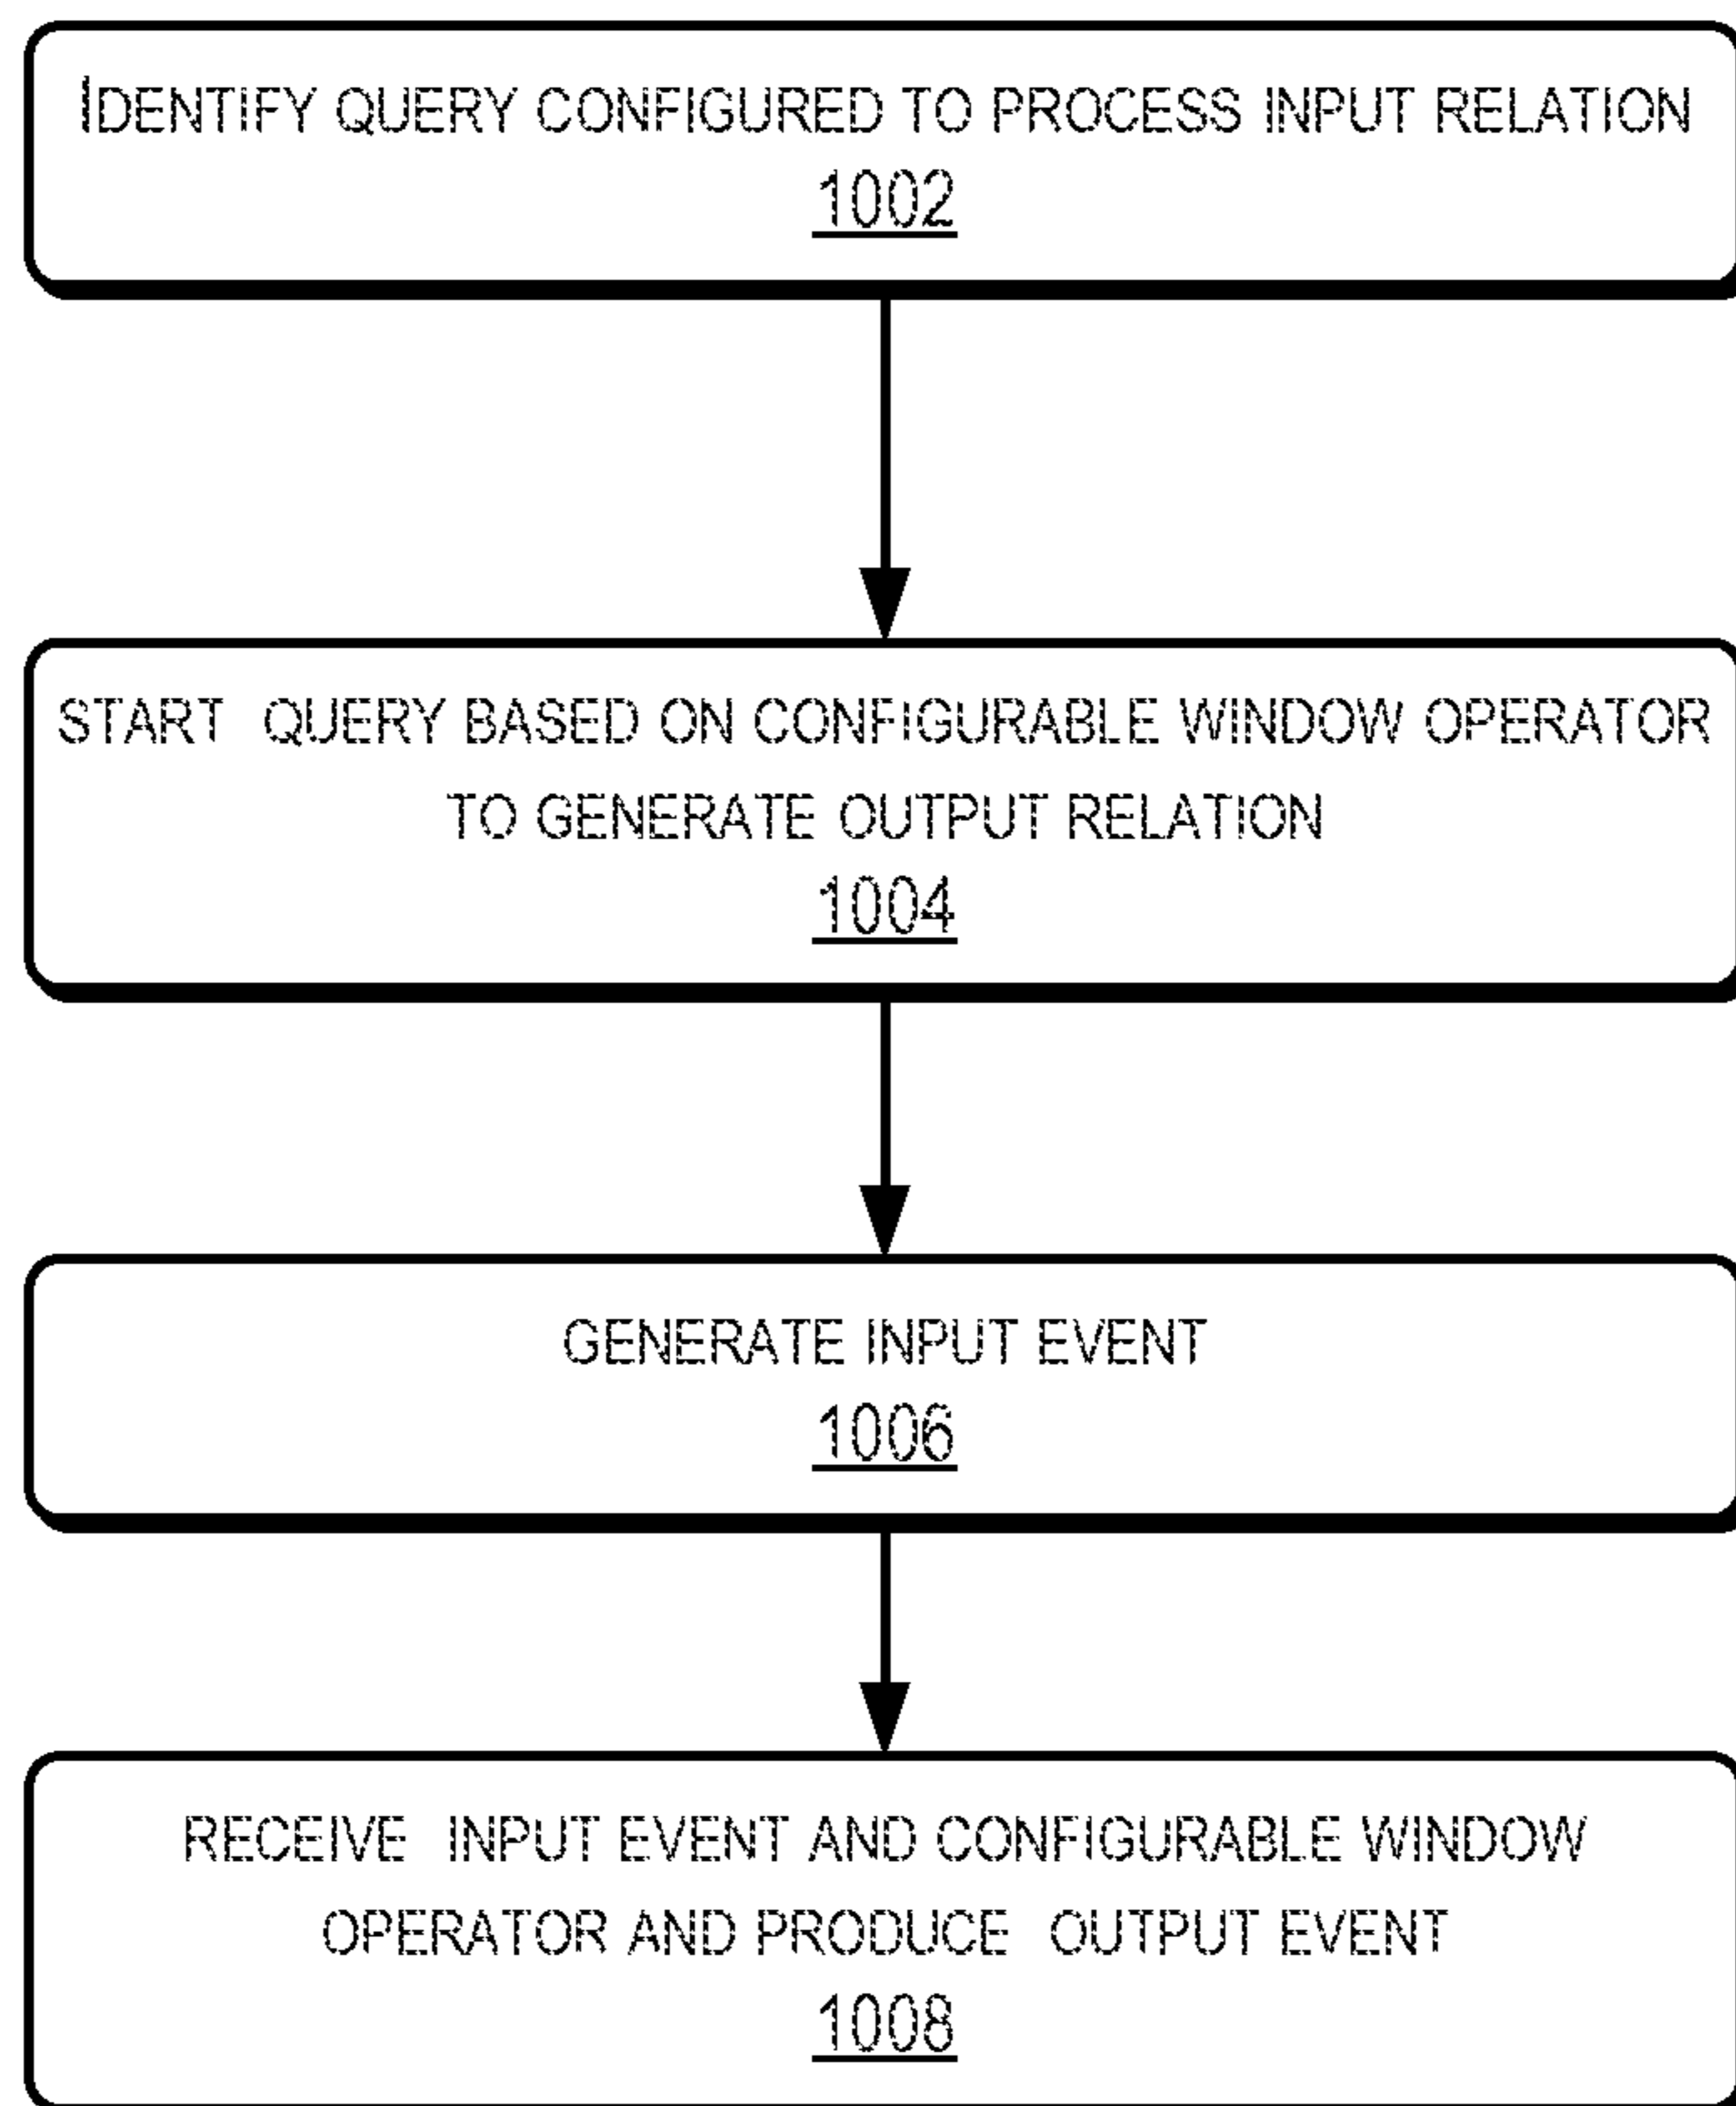 IDENTIFY QUERY CONFIGURED TO PROCESS INPUT RELATION
1002
START QUERY BASED ON CONFIGURABLE WINDOW OPERATOR
TO GENERATE OUTPUT RELATION
1004
GENERATE INPUT EVENT
1006
RECEIVE INPUT EVENT AND CONFIGURABLE WINDOW
OPERATOR AND PRODUCE OUTPUT EVENT
1008